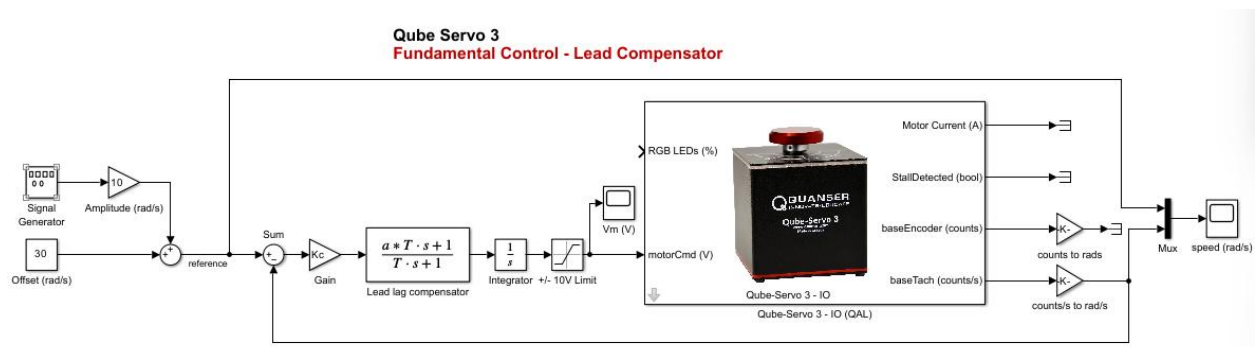 Qube Servo 3
Fundamental Control - Lead Compensator
Signal
Generator
10
Amplitude (rad/s)
30
Offset (rad/s)
+
+
reference
Sum
+
−
Kc
Gain
a * T · s + 1
T · s + 1
Lead lag compensator
1
s
Integrator
+/- 10V Limit
Vm (V)
RGB LEDs (%)
motorCmd (V)
QUANSER
Qube-Servo 3
Qube-Servo 3 - IO
Qube-Servo 3 - IO (QAL)
Motor Current (A)
StallDetected (bool)
baseEncoder (counts)
baseTach (counts/s)
-K-
counts to rads
-K-
counts/s to rad/s
Mux
speed (rad/s)